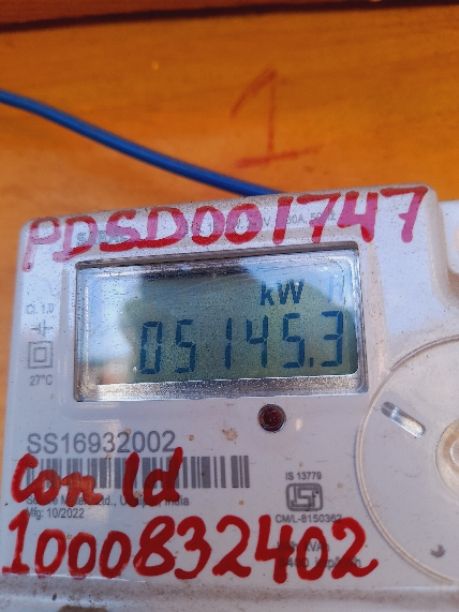 1
PDSD001747
Cl. 1.0
kW
05145.3
27°C
SS16932002
Con Id
IS 13779
Mfg: 10/2022
CM/L-8150362
1000832402